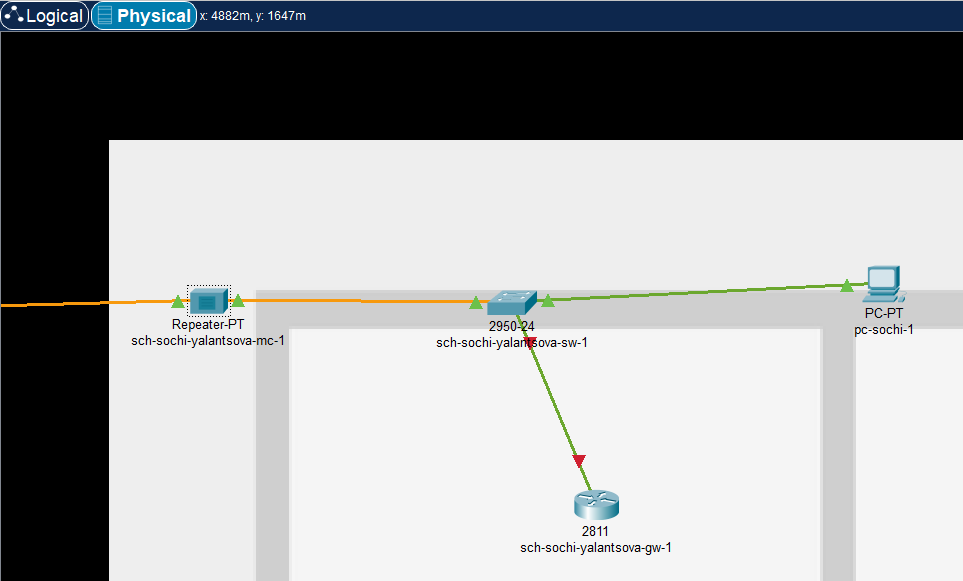 Logical
Physical
x: 4882m, y: 1647m
Repeater-PT
sch-sochi-yalantsova-mc-1
2950-24
sch-sochi-yalantsova-sw-1
PC-PT
pc-sochi-1
2811
sch-sochi-yalantsova-gw-1